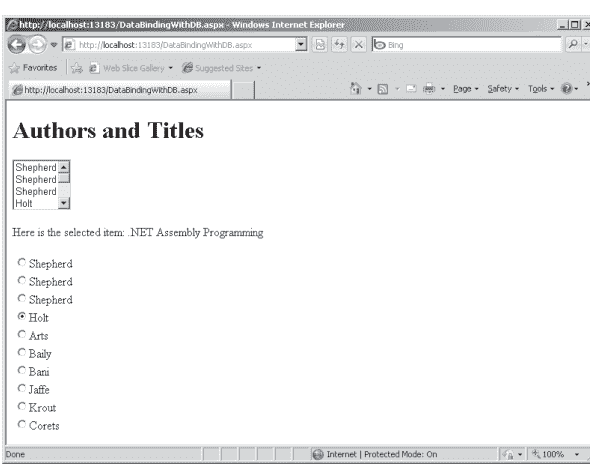 http://localhost:13183/DataBindingWithDB.aspx - Windows Internet Explorer
http://localhost:13183/DataBindingWithDB.aspx
Bing
Favorites
Web Slice Gallery
Suggested Sites
http://localhost:13183/DataBindingWithDB.aspx
Page
Safety
Tools
Authors and Titles
Shepherd
Shepherd
Shepherd
Holt
Here is the selected item: .NET Assembly Programming
Shepherd
Shepherd
Shepherd
Holt
Arts
Baily
Bani
Jaffe
Krout
Corets
Done
Internet | Protected Mode: On
100%